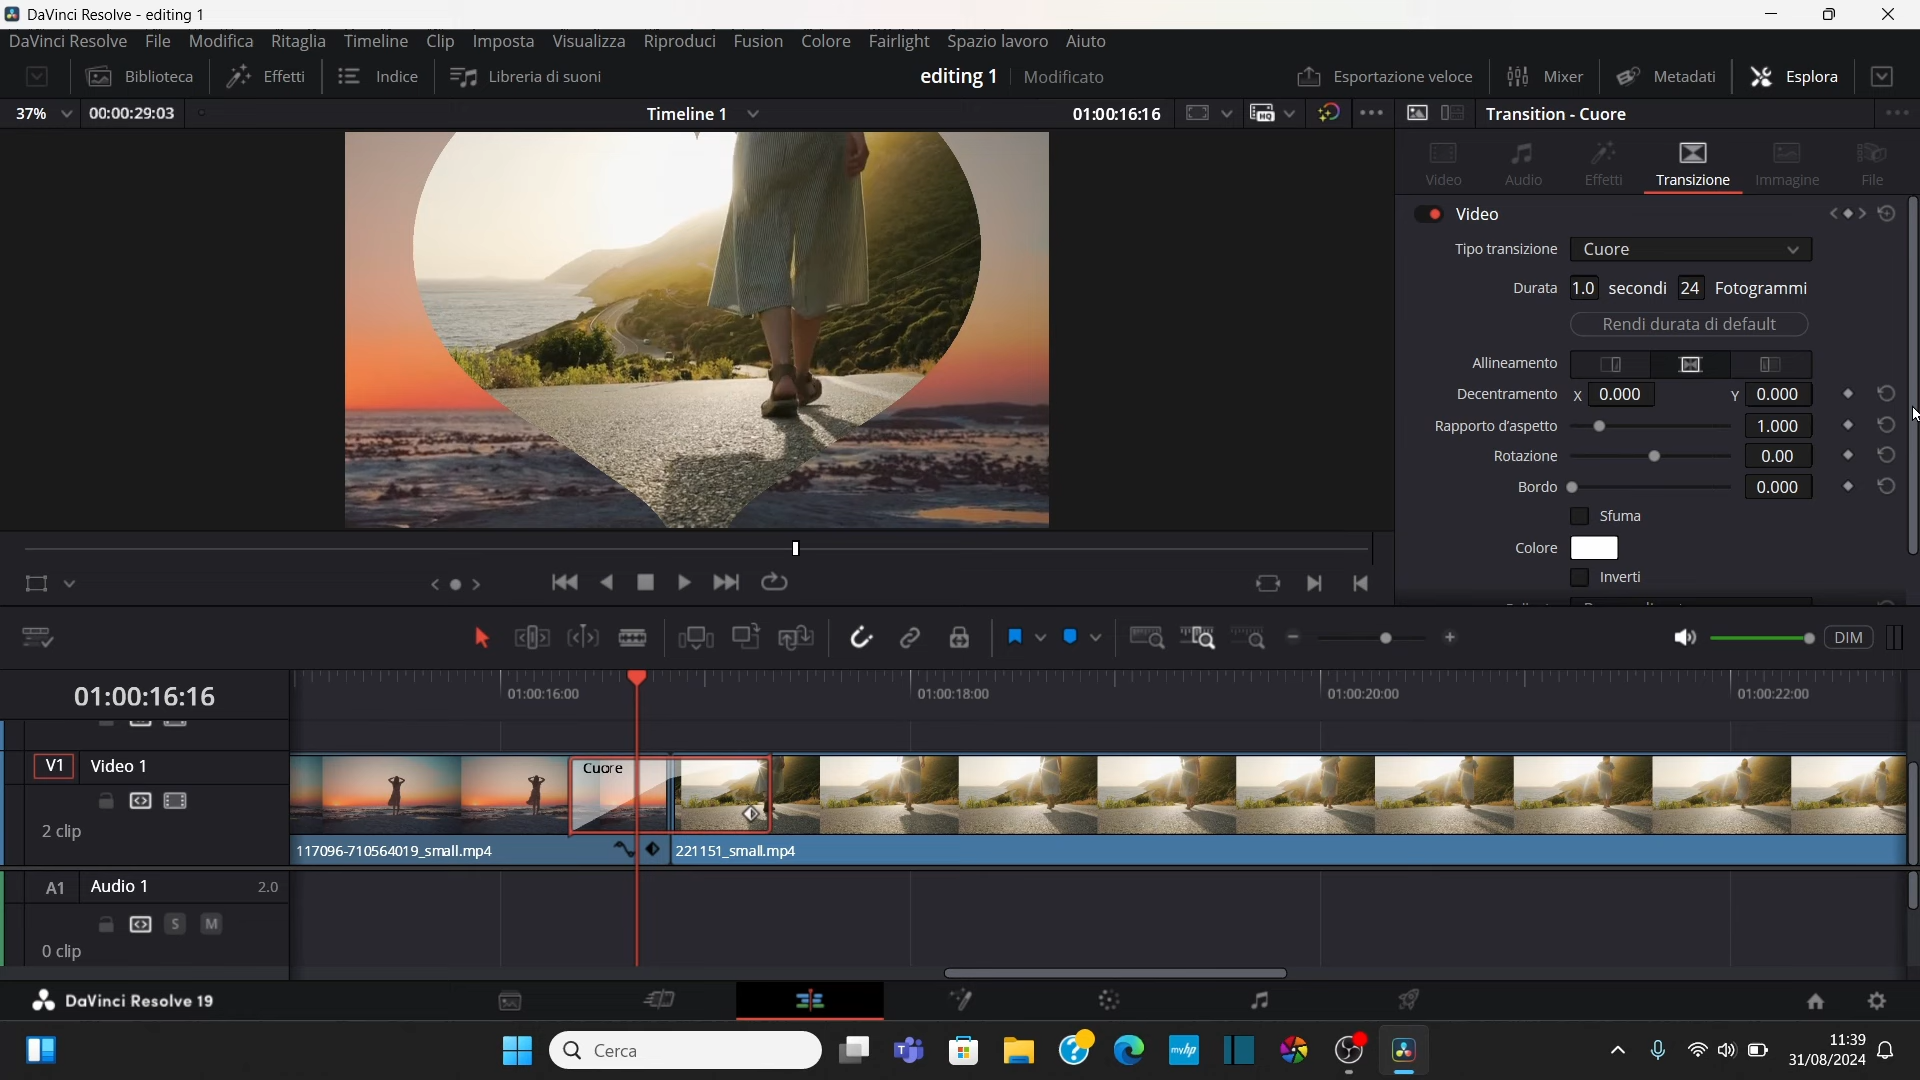 DaVinci Resolve - editing 1
DaVinci Resolve File Modifica Ritaglia Timeline Clip Imposta Visualizza Riproduci Fusion Colore Fairlight Spazio lavoro Aiuto
Biblioteca Effetti Indice Libreria di suoni editing 1 Modificato Esportazione veloce Mixer Metadati Esplora
37% 00:00:29:03 Timeline 1 01:00:16:16 HQ Transition - Cuore
Video Audio Effetti Transizione Immagine File
Video
Tipo transizione Cuore
Durata 1.0 secondi 24 Fotogrammi
Rendi durata di default
Allineamento
Decentramento X 0.000 Y 0.000
Rapporto d'aspetto 1.000
Rotazione 0.00
Bordo 0.000
Sfuma
Colore
Inverti
DIM
01:00:16:16 01:00:16:00 01:00:18:00 01:00:20:00 01:00:22:00
V1 Video 1 Cuore
2 clip
117096-710564019_small.mp4 221151_small.mp4
A1 Audio 1 2.0
S M
0 clip
DaVinci Resolve 19
Cerca
myhp
11:39
31/08/2024